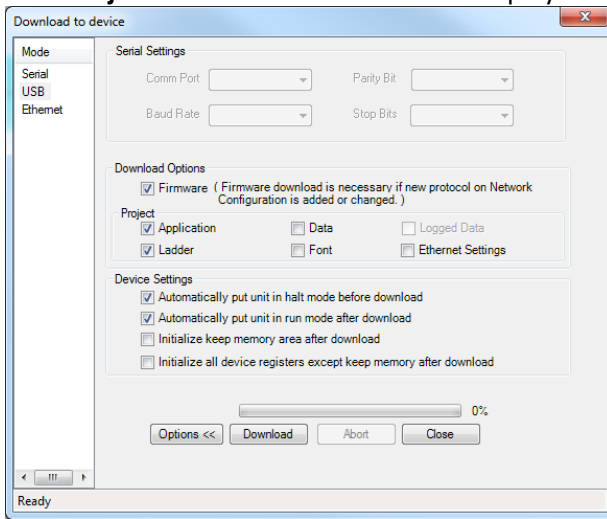 Download to device
Mode
Serial
USB
Ethernet
Serial Settings
Comm Port
Parity Bit
Baud Rate
Stop Bits
Download Options
Firmware ( Firmware download is necessary if new protocol on Network
Configuration is added or changed. )
Project
Application
Data
Logged Data
Ladder
Font
Ethernet Settings
Device Settings
Automatically put unit in halt mode before download
Automatically put unit in run mode after download
Initialize keep memory area after download
Initialize all device registers except keep memory after download
0%
Options << Download Abort Close
Ready